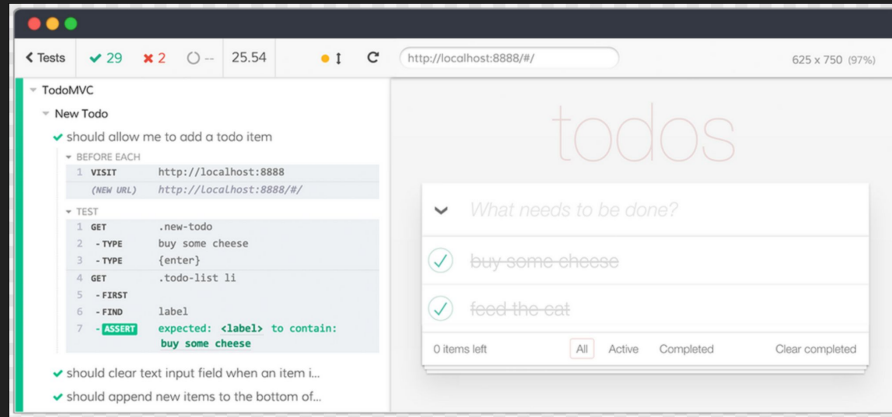 Tests
29
2
--
25.54
http://localhost:8888/#/
625 x 750 (97%)
TodoMVC
New Todo
should allow me to add a todo item
BEFORE EACH
1 VISIT http://localhost:8888
(NEW URL) http://localhost:8888/#/
TEST
1 GET .new-todo
2 -TYPE buy some cheese
3 -TYPE {enter}
4 GET .todo-list li
5 -FIRST
6 -FIND label
7 -ASSERT expected: <label> to contain:
buy some cheese
should clear text input field when an item i...
should append new items to the bottom of...
todos
What needs to be done?
buy some cheese
feed the cat
0 items left All Active Completed Clear completed